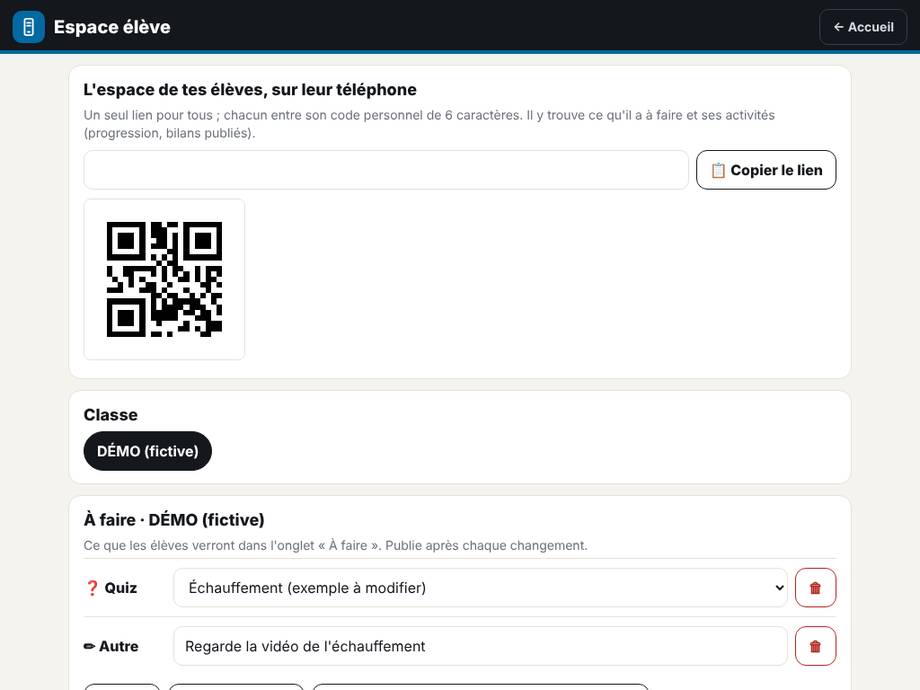 Espace élève
← Accueil
L'espace de tes élèves, sur leur téléphone
Un seul lien pour tous ; chacun entre son code personnel de 6 caractères. Il y trouve ce qu'il a à faire et ses activités
(progression, bilans publiés).
📋 Copier le lien
Classe
DÉMO (fictive)
À faire · DÉMO (fictive)
Ce que les élèves verront dans l'onglet « À faire ». Publie après chaque changement.
❓ Quiz
Échauffement (exemple à modifier)
✏ Autre
Regarde la vidéo de l'échauffement